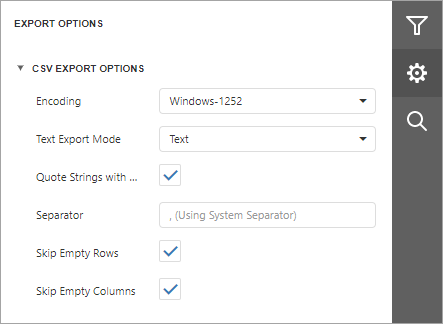 EXPORT OPTIONS
CSV EXPORT OPTIONS
Encoding Windows-1252
Text Export Mode Text
Quote Strings with ...
Separator , (Using System Separator)
Skip Empty Rows
Skip Empty Columns